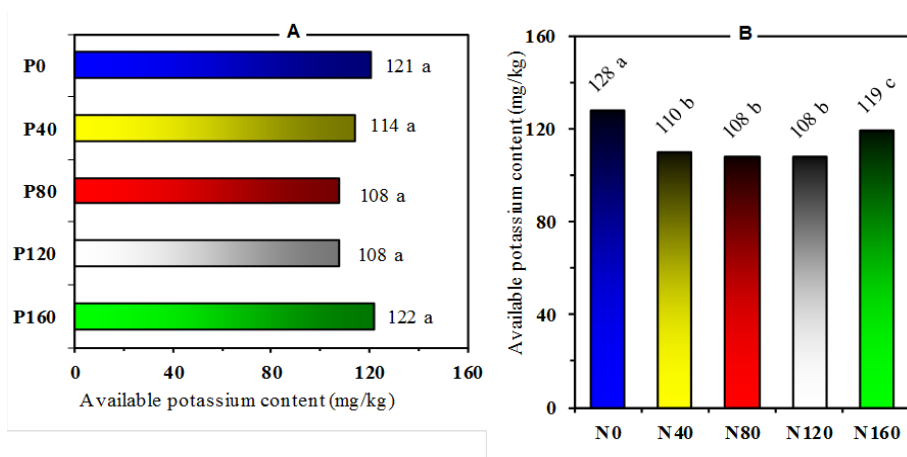 A
P0
121 a
P40
114 a
P80
108 a
P120
108 a
P160
122 a
0 40 80 120 160
Available potassium content (mg/kg)
B
Available potassium content (mg/kg)
160
120
80
40
0
128 a
110 b
108 b
108 b
119 c
N0 N40 N80 N120 N160